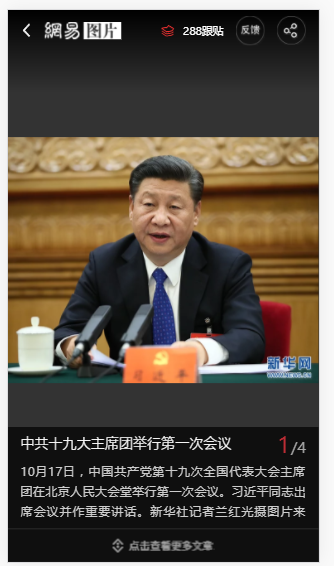 網易图片
288跟贴
反馈
习近平
新华网
WWW.NEWS.CN
中共十九大主席团举行第一次会议
1/4
10月17日，中国共产党第十九次全国代表大会主席
团在北京人民大会堂举行第一次会议。习近平同志出
席会议并作重要讲话。新华社记者兰红光摄图片来
点击查看更多文章